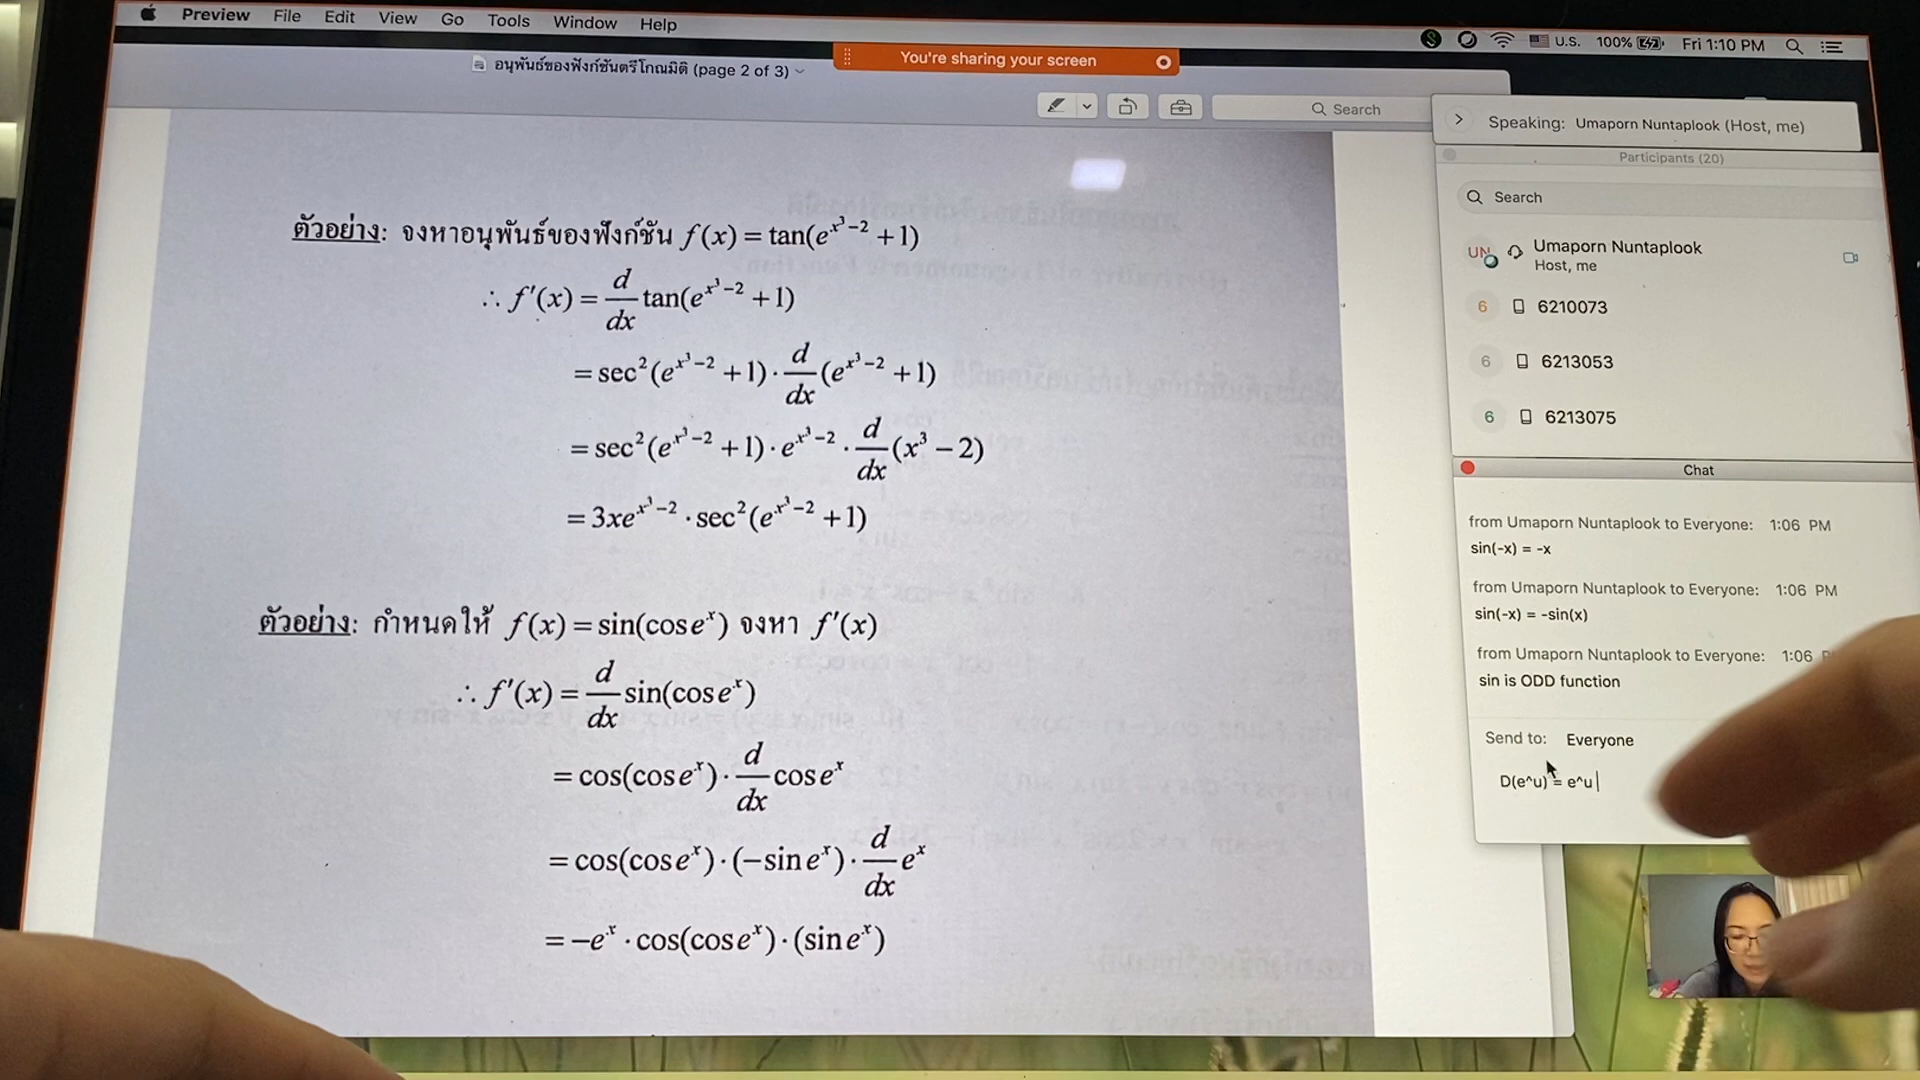 Preview File Edit View Go Tools Window Help
U.S. 100% Fri 1:10 PM
อนุพันธ์ของฟังก์ชันตรีโกณมิติ (page 2 of 3)
You're sharing your screen
Search
ตัวอย่าง: จงหาอนุพันธ์ของฟังก์ชัน f(x) = tan(e^{x^3-2} + 1)
∴ f'(x) = d/dx tan(e^{x^3-2} + 1)
= sec²(e^{x^3-2} + 1) · d/dx (e^{x^3-2} + 1)
= sec²(e^{x^3-2} + 1) · e^{x^3-2} · d/dx (x³ − 2)
= 3xe^{x^3-2} · sec²(e^{x^3-2} + 1)
ตัวอย่าง: กำหนดให้ f(x) = sin(cos e^x) จงหา f'(x)
∴ f'(x) = d/dx sin(cos e^x)
= cos(cos e^x) · d/dx cos e^x
= cos(cos e^x) · (−sin e^x) · d/dx e^x
= −e^x · cos(cos e^x) · (sin e^x)
Speaking: Umaporn Nuntaplook (Host, me)
Participants (20)
Search
UN Umaporn Nuntaplook
Host, me
6 6210073
6 6213053
6 6213075
Chat
from Umaporn Nuntaplook to Everyone: 1:06 PM
sin(-x) = -x
from Umaporn Nuntaplook to Everyone: 1:06 PM
sin(-x) = -sin(x)
from Umaporn Nuntaplook to Everyone: 1:06
sin is ODD function
Send to: Everyone
D(e^u) = e^u